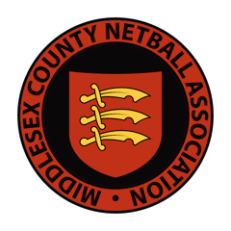 MIDDLESEX COUNTY NETBALL ASSOCIATION •